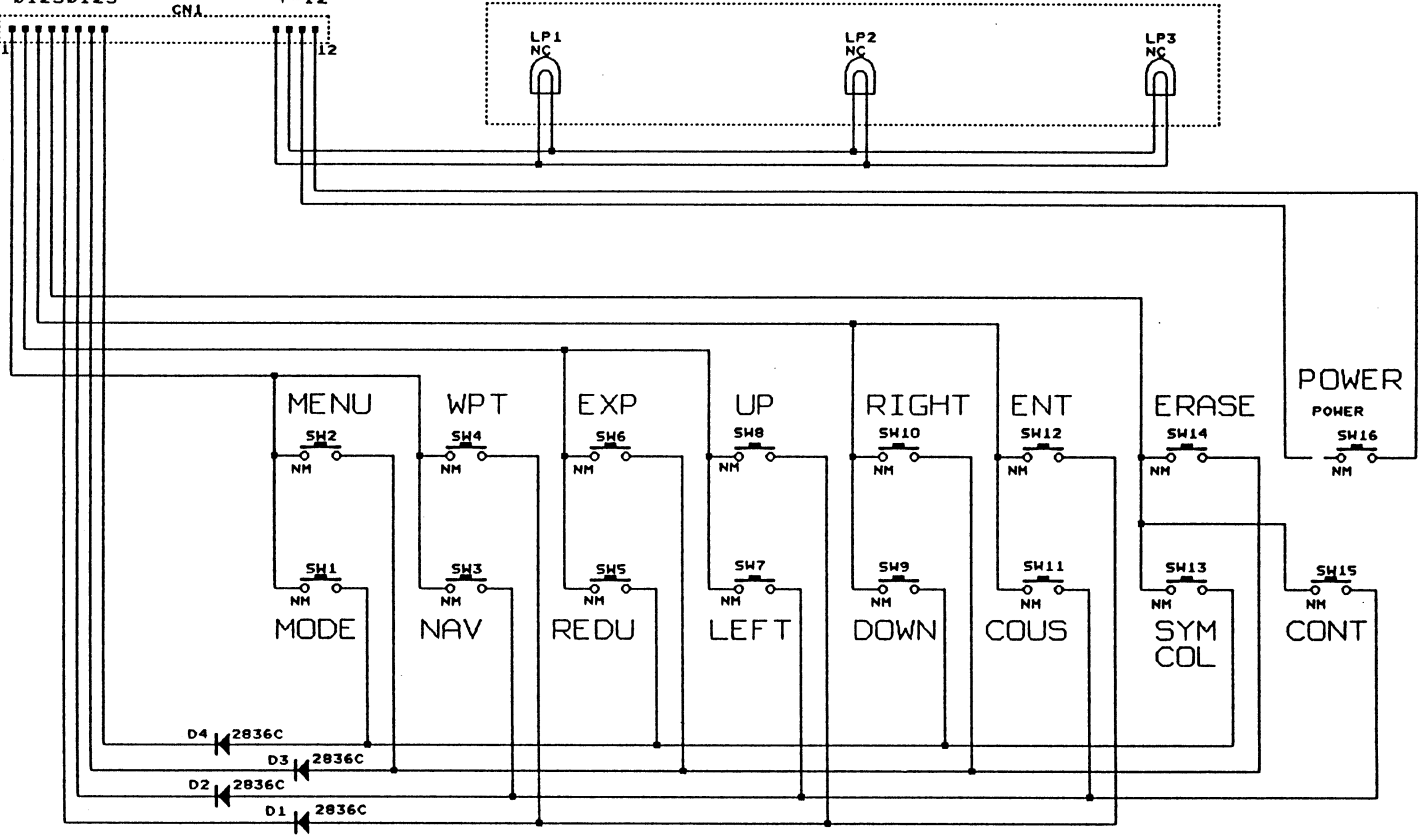 CN1
1
12
LP1
NC
LP2
NC
LP3
NC
POWER
POWER
MENU WPT EXP UP RIGHT ENT ERASE
SW2 SW4 SW6 SW8 SW10 SW12 SW14 SW16
NM NM NM NM NM NM NM NM
SW1 SW3 SW5 SW7 SW9 SW11 SW13 SW15
NM NM NM NM NM NM NM NM
MODE NAV REDU LEFT DOWN COUS SYM CONT
COL
D4 2836C
D3 2836C
D2 2836C
D1 2836C